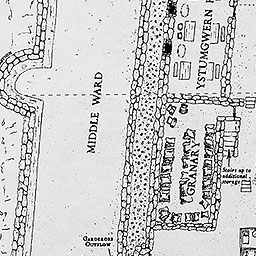 MIDDLE WARD
YSTUMGWERN
GRANARY
Stairs up to
additional
storage
GARDEROBE
OUTFLOW